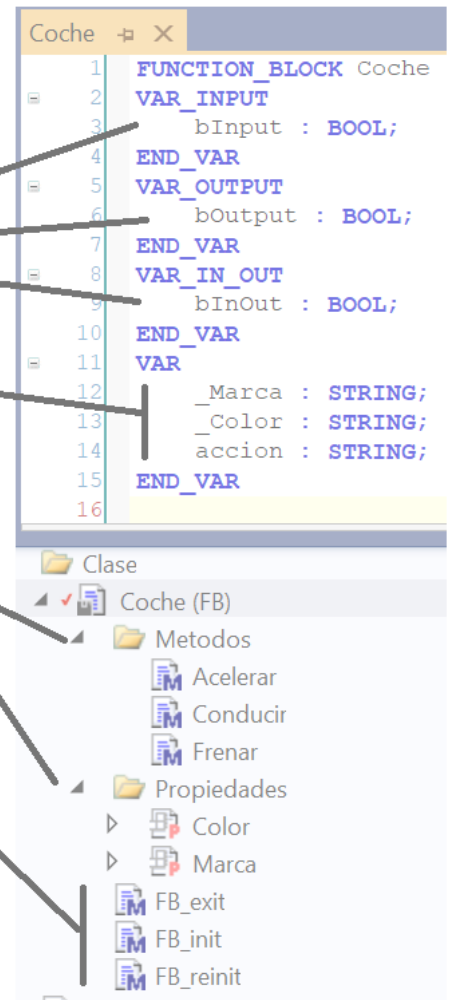 Coche
1 FUNCTION_BLOCK Coche
2 VAR_INPUT
3 bInput : BOOL;
4 END_VAR
5 VAR_OUTPUT
6 bOutput : BOOL;
7 END_VAR
8 VAR_IN_OUT
9 bInOut : BOOL;
10 END_VAR
11 VAR
12 _Marca : STRING;
13 _Color : STRING;
14 accion : STRING;
15 END_VAR
16
Clase
Coche (FB)
Metodos
M Acelerar
M Conducir
M Frenar
Propiedades
P Color
P Marca
M FB_exit
M FB_init
M FB_reinit